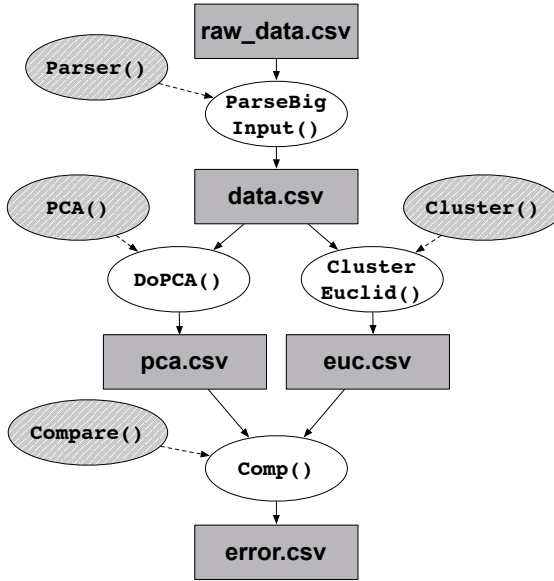 raw_data.csv
Parser()
ParseBig
Input()
data.csv
PCA()
Cluster()
DoPCA()
Cluster
Euclid()
pca.csv
euc.csv
Compare()
Comp()
error.csv